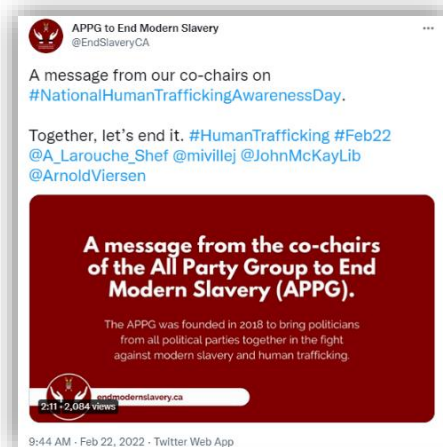 APPG to End Modern Slavery
@EndSlaveryCA
A message from our co-chairs on
#NationalHumanTraffickingAwarenessDay.
Together, let's end it. #HumanTrafficking #Feb22
@A_Larouche_Shef @mivillej @JohnMcKayLib
@ArnoldViersen
A message from the co-chairs
of the All Party Group to End
Modern Slavery (APPG).
The APPG was founded in 2018 to bring politicians
from all political parties together in the fight
against modern slavery and human trafficking.
endmodernslavery.ca
2:11 · 2,084 views
9:44 AM · Feb 22, 2022 · Twitter Web App